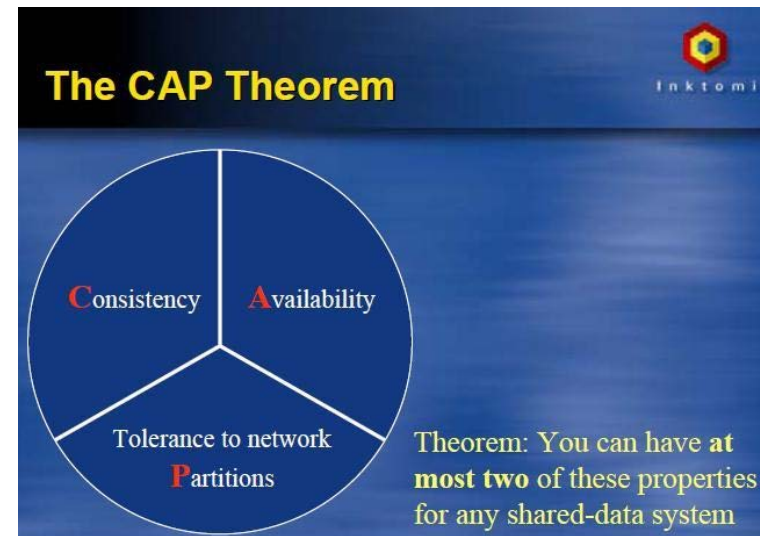 The CAP Theorem
Inktomi
Consistency
Availability
Tolerance to network
Partitions
Theorem: You can have at
most two of these properties
for any shared-data system